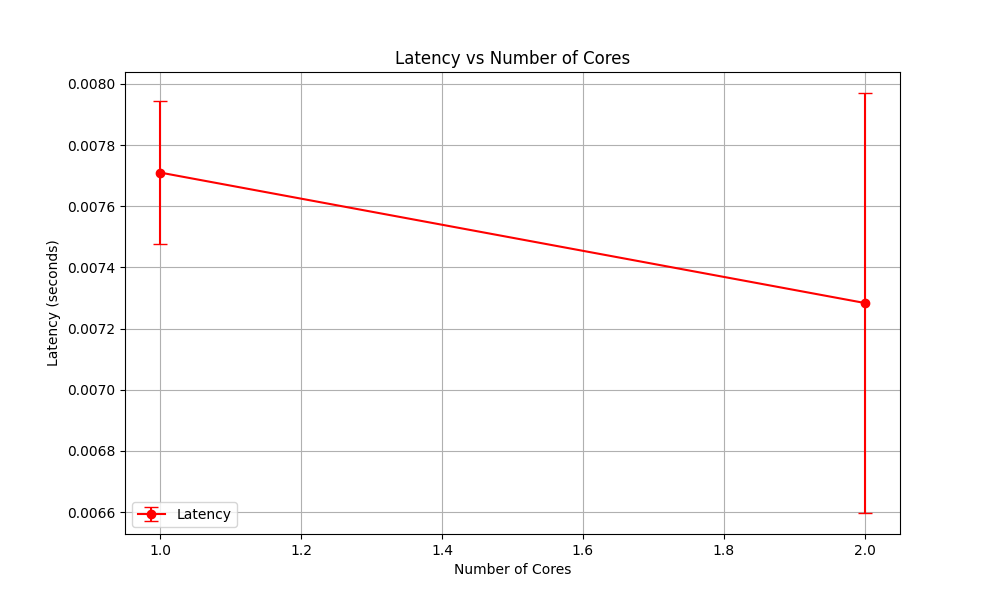 Latency vs Number of Cores
Latency (seconds)
0.0080
0.0078
0.0076
0.0074
0.0072
0.0070
0.0068
0.0066
Latency
1.0 1.2 1.4 1.6 1.8 2.0
Number of Cores